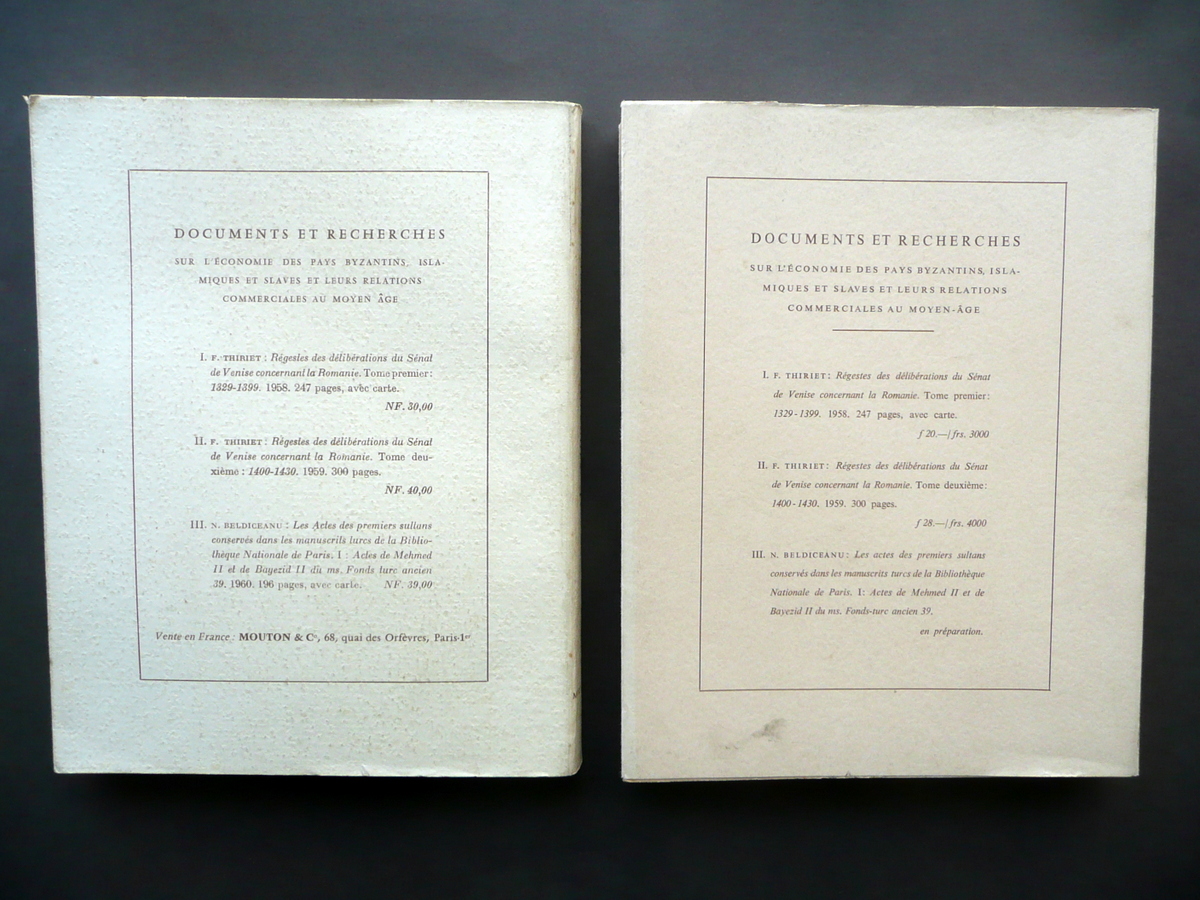 DOCUMENTS ET RECHERCHES
SUR L'ÉCONOMIE DES PAYS BYZANTINS, ISLA-
MIQUES ET SLAVES ET LEURS RELATIONS
COMMERCIALES AU MOYEN ÂGE
I. F. THIRIET : Régestes des délibérations du Sénat
de Venise concernant la Romanie. Tome premier :
1329-1399. 1958. 247 pages, avec carte.
NF. 30,00
II. F. THIRIET : Régestes des délibérations du Sénat
de Venise concernant la Romanie. Tome deu-
xième : 1400-1430. 1959. 300 pages.
NF. 40,00
III. N. BELDICEANU : Les Actes des premiers sultans
conservés dans les manuscrits turcs de la Biblio-
thèque Nationale de Paris. I : Actes de Mehmed
II et de Bayezid II du ms. Fonds turc ancien
39. 1960. 196 pages, avec carte. NF. 39,00
Vente en France : MOUTON & Cie, 68, quai des Orfèvres, Paris-1er
DOCUMENTS ET RECHERCHES
SUR L'ÉCONOMIE DES PAYS BYZANTINS, ISLA-
MIQUES ET SLAVES ET LEURS RELATIONS
COMMERCIALES AU MOYEN-ÂGE
I. F. THIRIET: Régestes des délibérations du Sénat
de Venise concernant la Romanie. Tome premier:
1329-1399. 1958. 247 pages, avec carte.
f 20.—/frs. 3000
II. F. THIRIET: Régestes des délibérations du Sénat
de Venise concernant la Romanie. Tome deuxième:
1400-1430. 1959. 300 pages.
f 28.—/frs. 4000
III. N. BELDICEANU: Les actes des premiers sultans
conservés dans les manuscrits turcs de la Bibliothèque
Nationale de Paris. I: Actes de Mehmed II et de
Bayezid II du ms. Fonds-turc ancien 39.
en préparation.